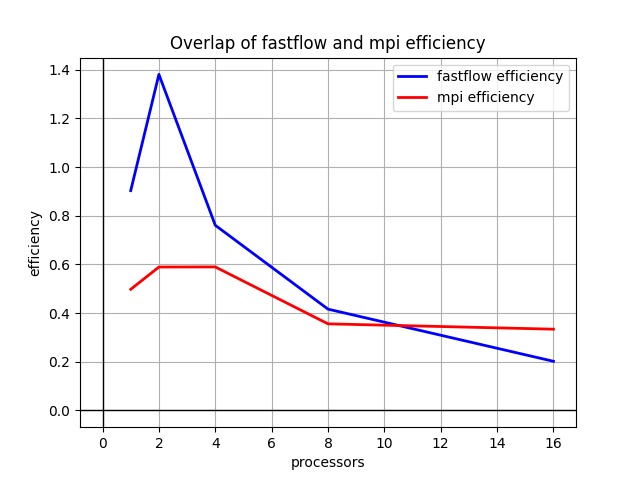 Overlap of fastflow and mpi efficiency
fastflow efficiency
mpi efficiency
efficiency
1.4
1.2
1.0
0.8
0.6
0.4
0.2
0.0
0 2 4 6 8 10 12 14 16
processors